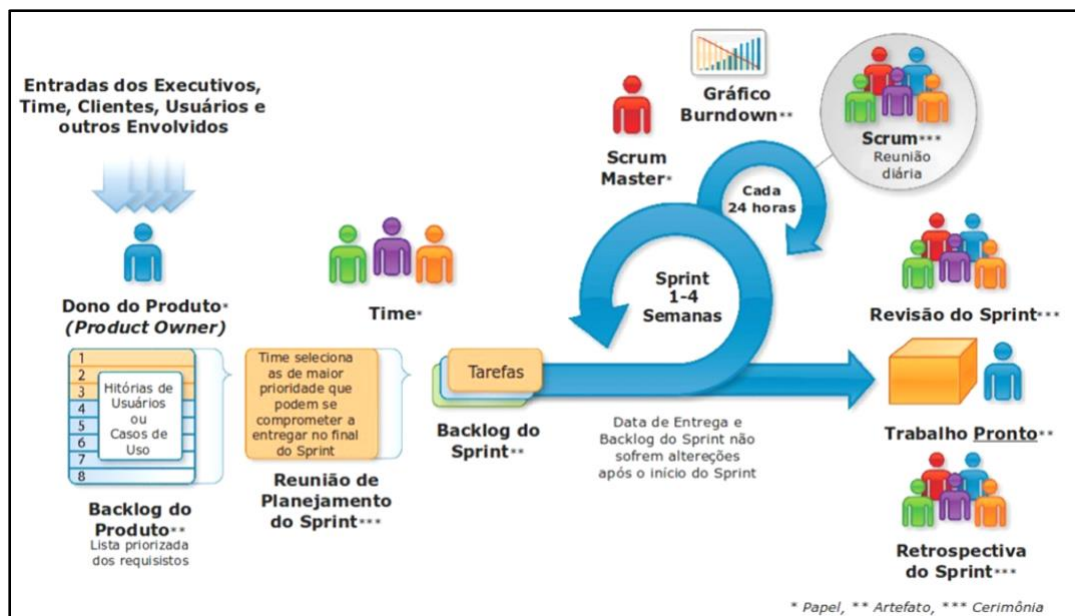 Entradas dos Executivos,
Time, Clientes, Usuários e
outros Envolvidos
Dono do Produto*
(Product Owner)
1
2
3
4
5
6
7
8
Hitórias de
Usuários
ou
Casos de
Uso
Backlog do
Produto**
Lista priorizada
dos requisistos
Time*
Time seleciona
as de maior
prioridade que
podem se
comprometer a
entregar no final
do Sprint
Reunião de
Planejamento
do Sprint***
Tarefas
Backlog do
Sprint**
Scrum
Master*
Gráfico
Burndown**
Cada
24 horas
Scrum***
Reunião
diária
Sprint
1-4
Semanas
Data de Entrega e
Backlog do Sprint não
sofrem alterеções
após o início do Sprint
Revisão do Sprint***
Trabalho Pronto**
Retrospectiva
do Sprint***
* Papel, ** Artefato, *** Cerimônia